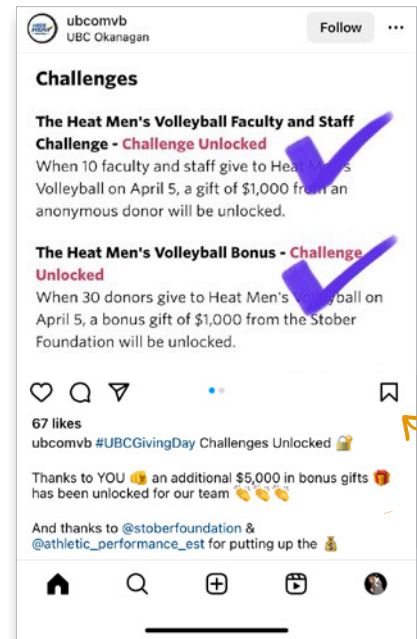 ubcomvb
UBC Okanagan
Follow
Challenges
The Heat Men's Volleyball Faculty and Staff
Challenge - Challenge Unlocked
When 10 faculty and staff give to Heat Men's
Volleyball on April 5, a gift of $1,000 from an
anonymous donor will be unlocked.
The Heat Men's Volleyball Bonus - Challenge
Unlocked
When 30 donors give to Heat Men's Volleyball on
April 5, a bonus gift of $1,000 from the Stober
Foundation will be unlocked.
67 likes
ubcomvb #UBCGivingDay Challenges Unlocked 🔐
Thanks to YOU 🫵 an additional $5,000 in bonus gifts 🎁
has been unlocked for our team 👏👏👏
And thanks to @stoberfoundation &
@athletic_performance_est for putting up the 💰